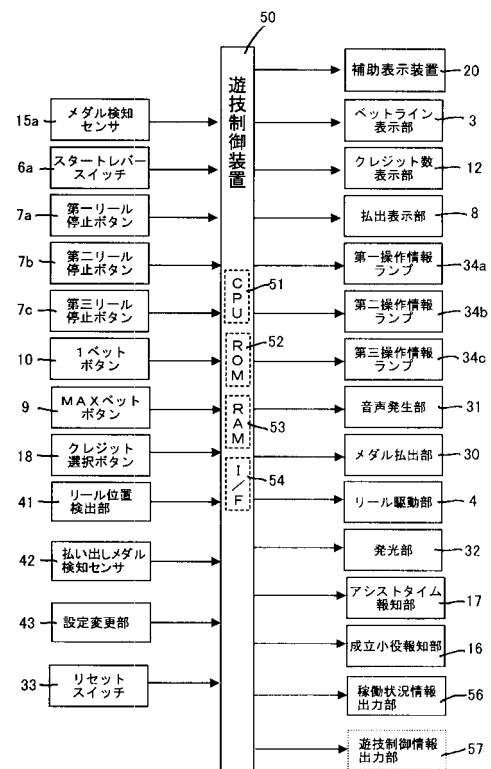 50
遊技制御装置
CPU
51
ROM
52
RAM
53
I/F
54
15a
メダル検知
センサ
6a
スタートレバー
スイッチ
7a
第一リール
停止ボタン
7b
第二リール
停止ボタン
7c
第三リール
停止ボタン
10
1ベット
ボタン
9
MAXベット
ボタン
18
クレジット
選択ボタン
41
リール位置
検出部
42
払い出しメダル
検知センサ
43
設定変更部
33
リセット
スイッチ
補助表示装置
20
ベットライン
表示部
3
クレジット数
表示部
12
払出表示部
8
第一操作情報
ランプ
34a
第二操作情報
ランプ
34b
第三操作情報
ランプ
34c
音声発生部
31
メダル払出部
30
リール駆動部
4
発光部
32
アシストタイム
報知部
17
成立小役報知部
16
稼働状況情報
出力部
56
遊技制御情報
出力部
57